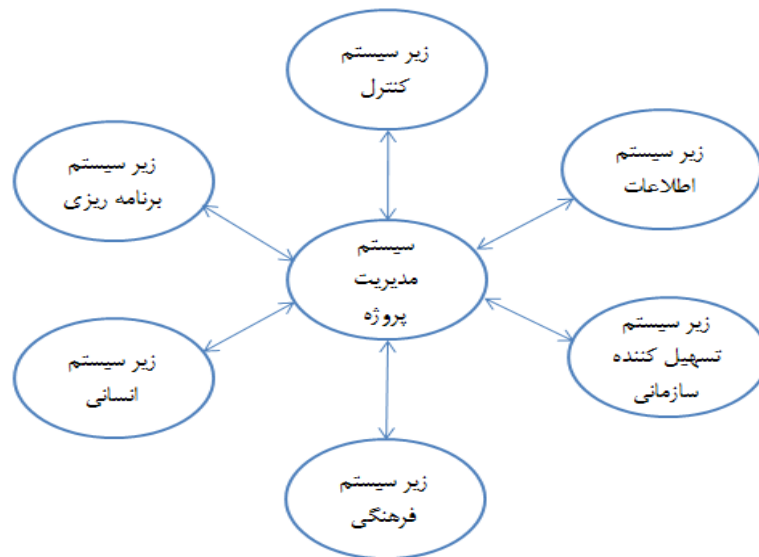 زیر سیستم
کنترل
زیر سیستم
اطلاعات
زیر سیستم
برنامه ریزی
سیستم
مدیریت
پروژه
زیر سیستم
تسهیل کننده
سازمانی
زیر سیستم
انسانی
زیر سیستم
فرهنگی